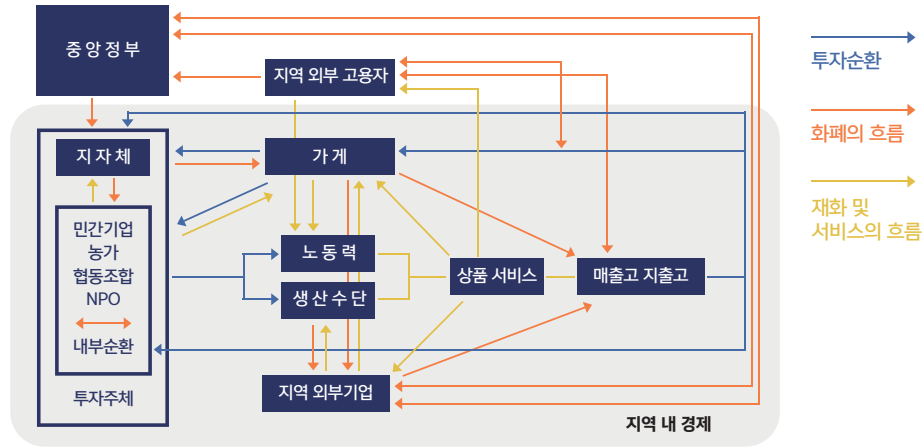 중앙정부
지역 외부 고용자
지자체
가게
민간기업
농가
협동조합
NPO
내부순환
투자주체
노동력
생산수단
상품 서비스
매출고 지출고
지역 외부기업
지역 내 경제
투자순환
화폐의 흐름
재화 및
서비스의 흐름